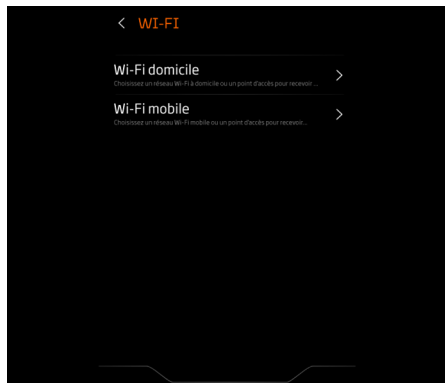 WI-FI
Wi-Fi domicile
Choisissez un réseau Wi-Fi à domicile ou un point d'accès pour recevoir ...
Wi-Fi mobile
Choisissez un réseau Wi-Fi mobile ou un point d'accès pour recevoir...